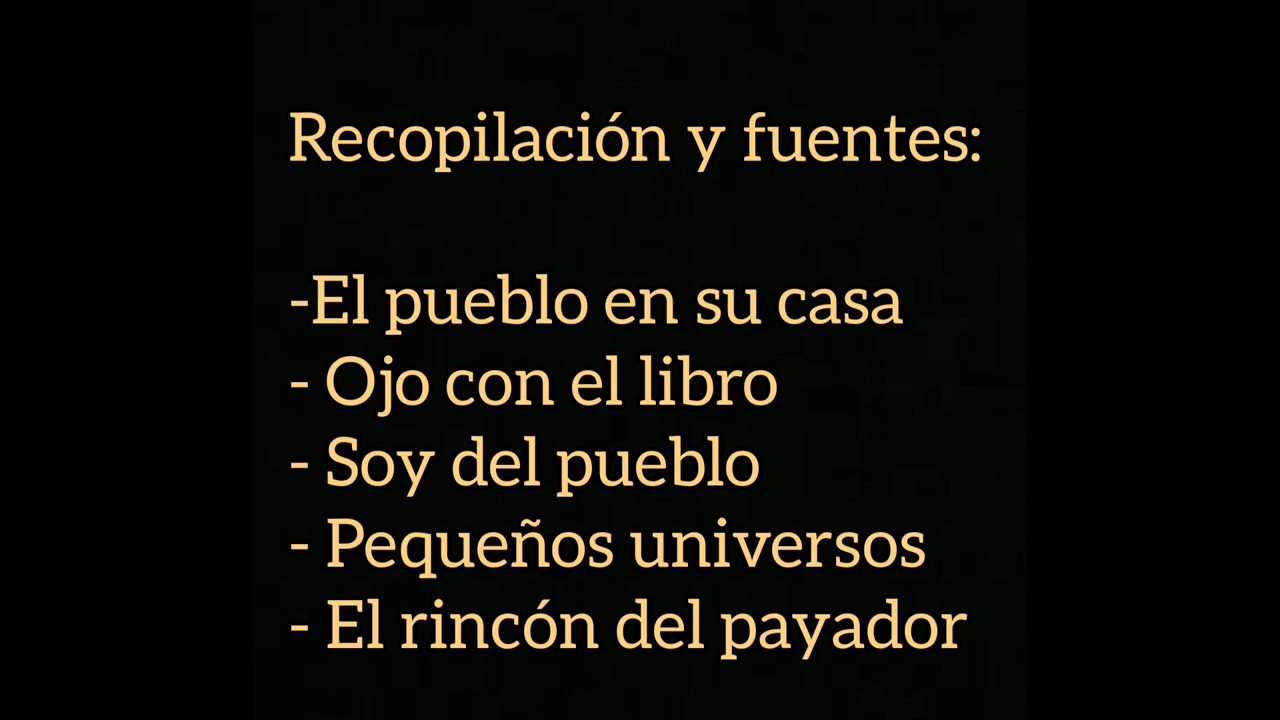 Recopilación y fuentes:
-El pueblo en su casa
- Ojo con el libro
- Soy del pueblo
- Pequeños universos
- El rincón del payador